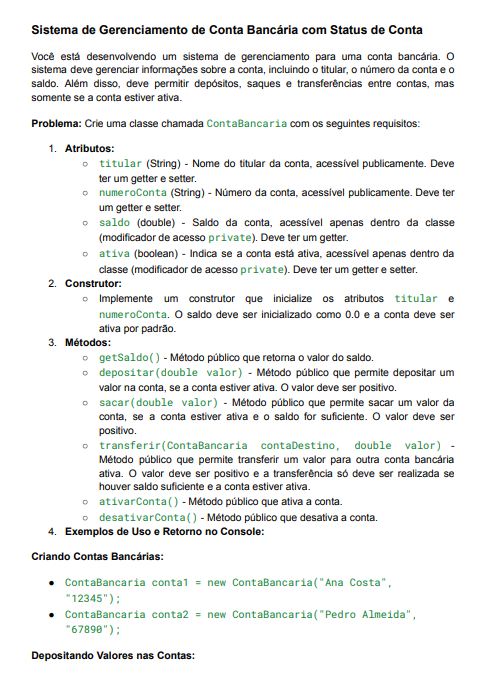 Sistema de Gerenciamento de Conta Bancária com Status de Conta
Você está desenvolvendo um sistema de gerenciamento para uma conta bancária. O
sistema deve gerenciar informações sobre a conta, incluindo o titular, o número da conta e o
saldo. Além disso, deve permitir depósitos, saques e transferências entre contas, mas
somente se a conta estiver ativa.
Problema: Crie uma classe chamada ContaBancaria com os seguintes requisitos:
1. Atributos:
○ titular (String) - Nome do titular da conta, acessível publicamente. Deve
ter um getter e setter.
○ numeroConta (String) - Número da conta, acessível publicamente. Deve ter
um getter e setter.
○ saldo (double) - Saldo da conta, acessível apenas dentro da classe
(modificador de acesso private). Deve ter um getter.
○ ativa (boolean) - Indica se a conta está ativa, acessível apenas dentro da
classe (modificador de acesso private). Deve ter um getter e setter.
2. Construtor:
○ Implemente um construtor que inicialize os atributos titular e
numeroConta. O saldo deve ser inicializado como 0.0 e a conta deve ser
ativa por padrão.
3. Métodos:
○ getSaldo() - Método público que retorna o valor do saldo.
○ depositar(double valor) - Método público que permite depositar um
valor na conta, se a conta estiver ativa. O valor deve ser positivo.
○ sacar(double valor) - Método público que permite sacar um valor da
conta, se a conta estiver ativa e o saldo for suficiente. O valor deve ser
positivo.
○ transferir(ContaBancaria contaDestino, double valor) -
Método público que permite transferir um valor para outra conta bancária
ativa. O valor deve ser positivo e a transferência só deve ser realizada se
houver saldo suficiente e a conta estiver ativa.
○ ativarConta() - Método público que ativa a conta.
○ desativarConta() - Método público que desativa a conta.
4. Exemplos de Uso e Retorno no Console:
Criando Contas Bancárias:
● ContaBancaria conta1 = new ContaBancaria("Ana Costa",
"12345");
● ContaBancaria conta2 = new ContaBancaria("Pedro Almeida",
"67890");
Depositando Valores nas Contas: